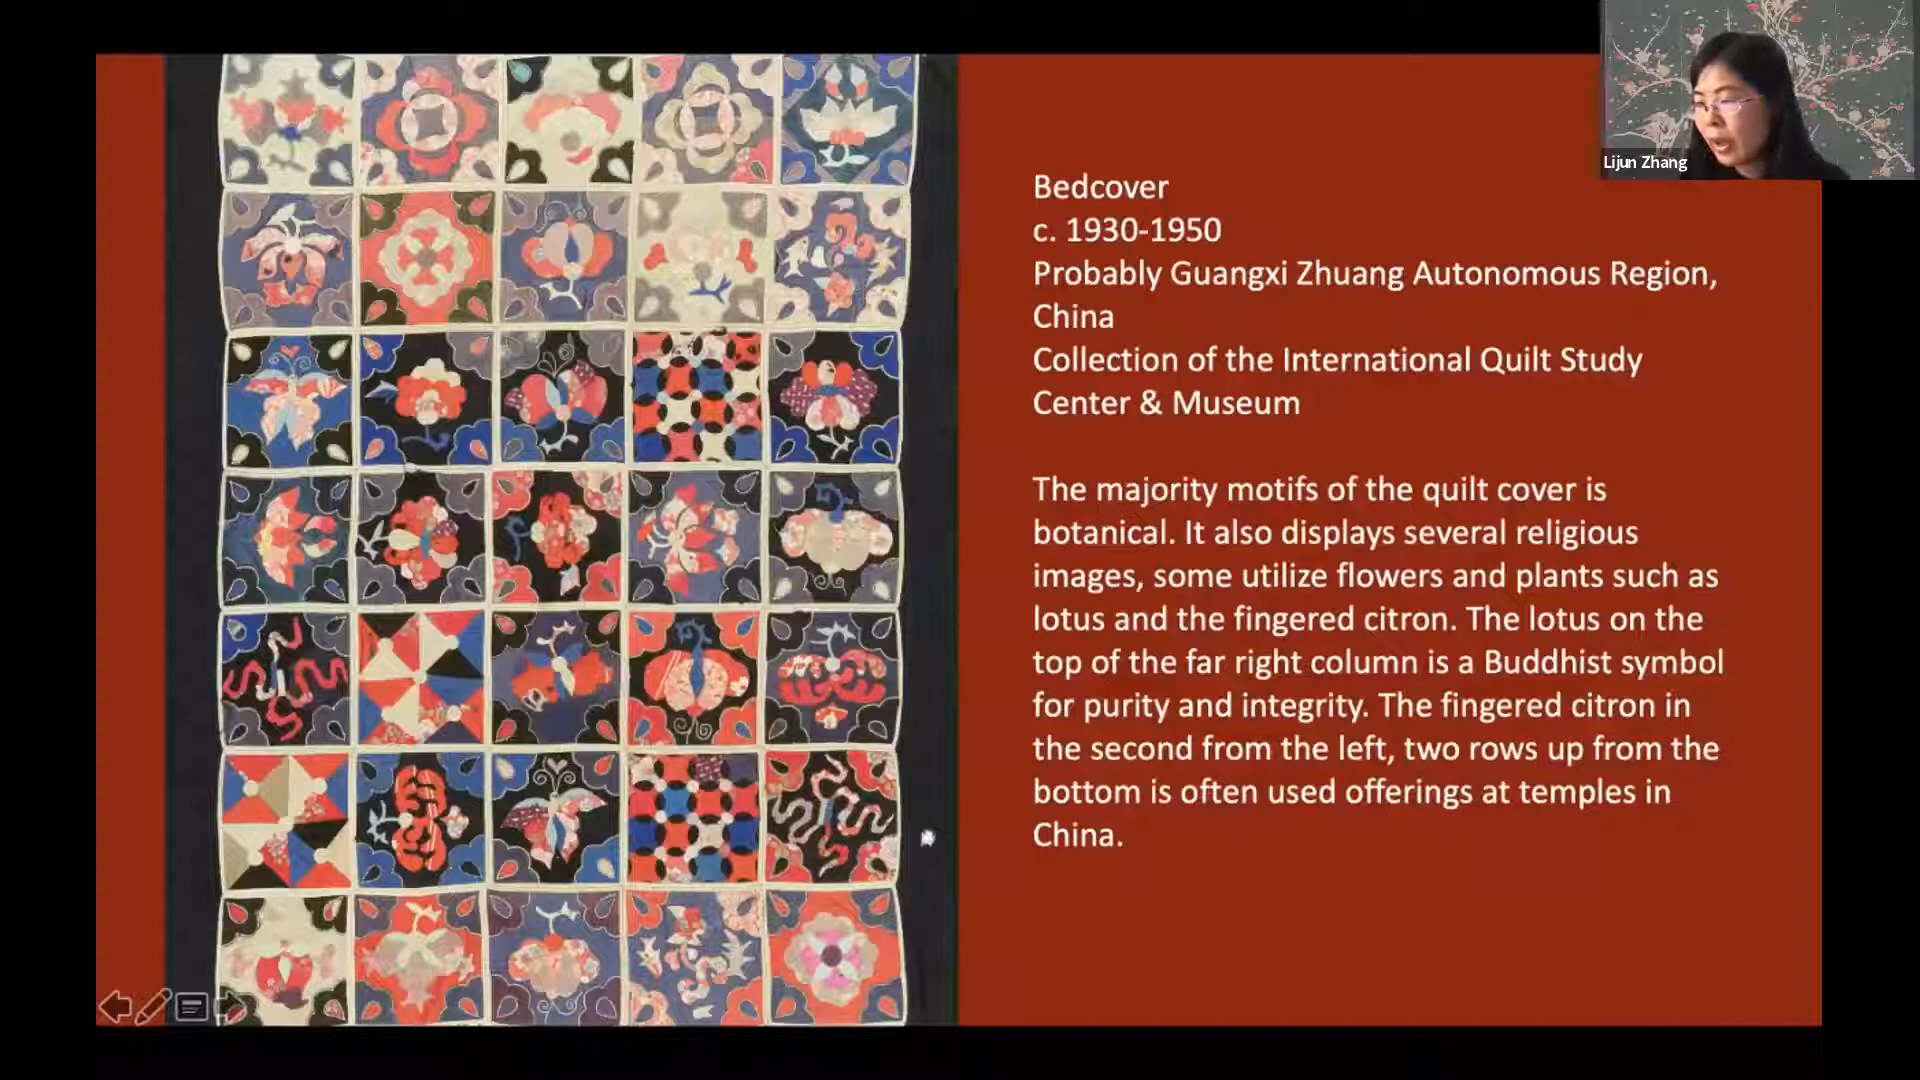 Lijun Zhang
Bedcover
c. 1930-1950
Probably Guangxi Zhuang Autonomous Region,
China
Collection of the International Quilt Study
Center & Museum
The majority motifs of the quilt cover is
botanical. It also displays several religious
images, some utilize flowers and plants such as
lotus and the fingered citron. The lotus on the
top of the far right column is a Buddhist symbol
for purity and integrity. The fingered citron in
the second from the left, two rows up from the
bottom is often used offerings at temples in
China.